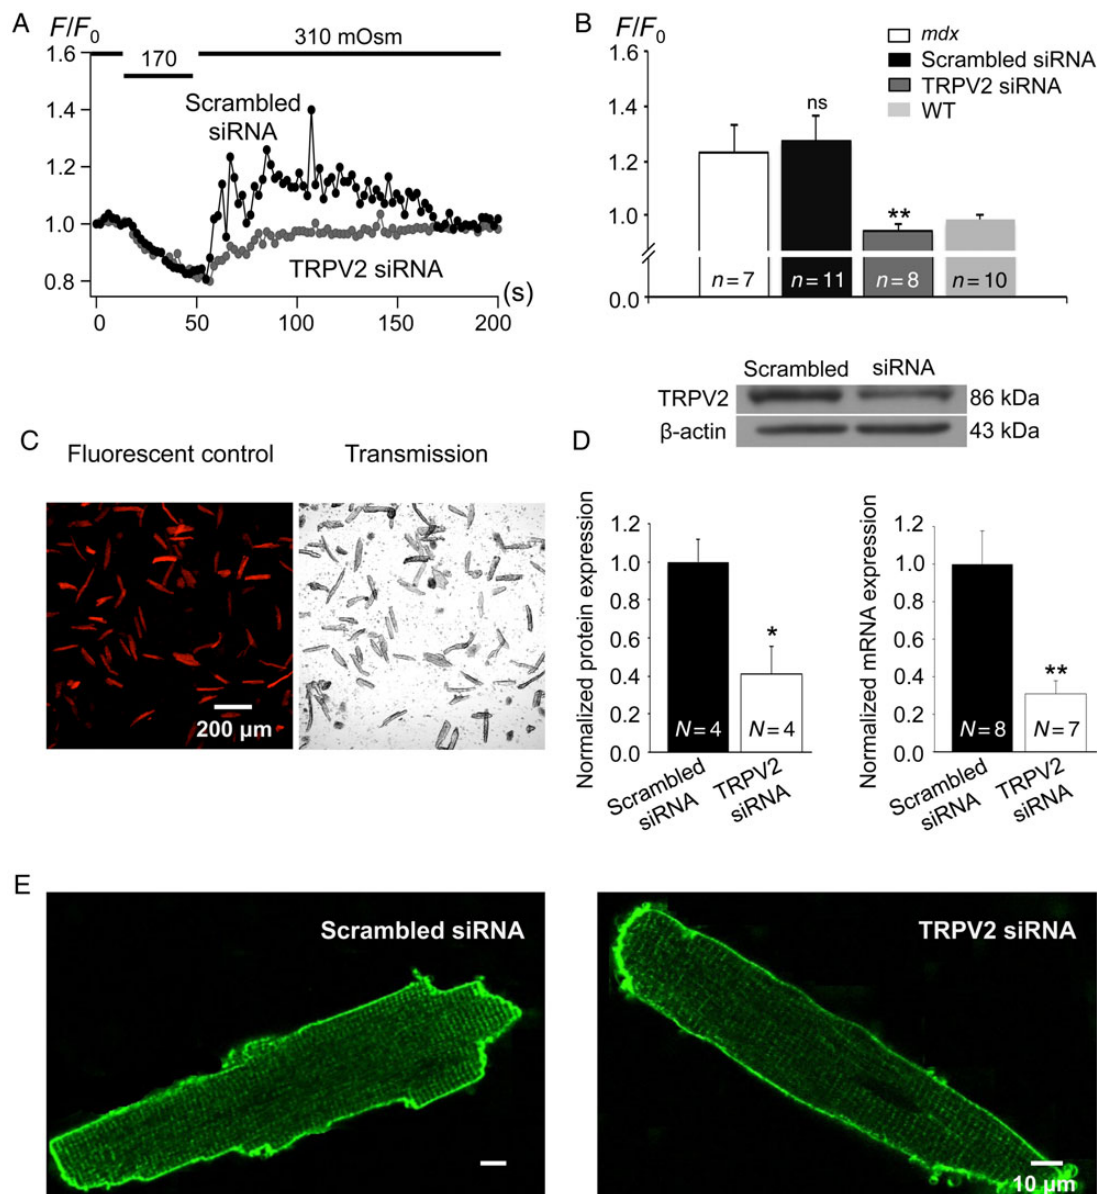 A
F/F0
310 mOsm
170
Scrambled
siRNA
TRPV2 siRNA
1.6
1.4
1.2
1.0
0.8
0
50
100
150
200
(s)
B
F/F0
mdx
Scrambled siRNA
TRPV2 siRNA
WT
1.6
1.4
1.2
1.0
0.0
ns
**
n=7
n=11
n=8
n=10
C
Fluorescent control
Transmission
200 μm
Scrambled siRNA
TRPV2 86 kDa
β-actin 43 kDa
D
Normalized protein expression
1.2
1.0
0.8
0.6
0.4
0.2
0.0
*
N=4
N=4
Scrambled
siRNA
TRPV2
siRNA
Normalized mRNA expression
1.2
1.0
0.8
0.6
0.4
0.2
0.0
**
N=8
N=7
Scrambled
siRNA
TRPV2
siRNA
E
Scrambled siRNA
TRPV2 siRNA
10 μm